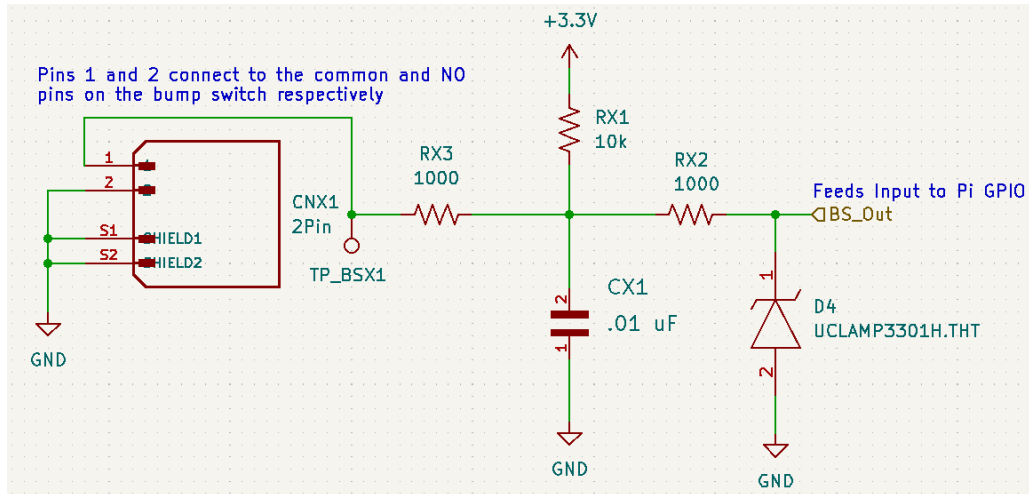 +3.3V
Pins 1 and 2 connect to the common and NO
pins on the bump switch respectively
RX1
10k
1
2
S1
SHIELD1
S2
SHIELD2
CNX1
2Pin
RX3
1000
TP_BSX1
RX2
1000
Feeds Input to Pi GPIO
BS_Out
2
CX1
.01 uF
1
1
D4
UCLAMP3301H.THT
2
GND
GND
GND